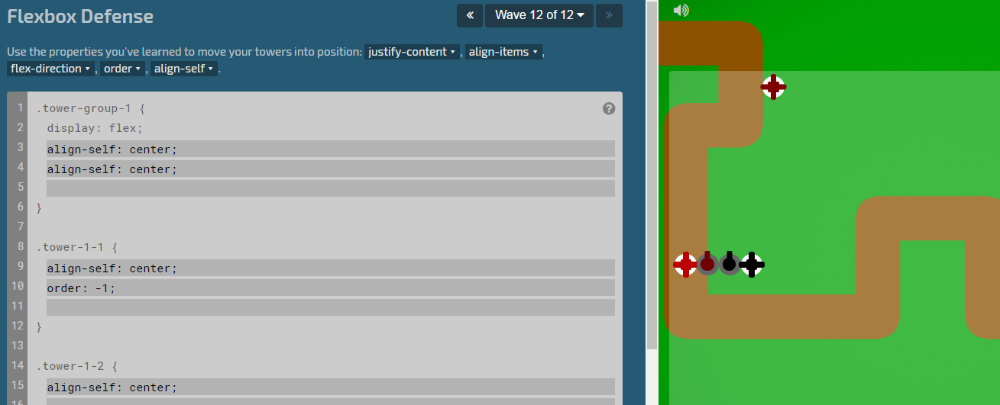 Flexbox Defense
« Wave 12 of 12 »
Use the properties you've learned to move your towers into position: justify-content , align-items ,
flex-direction , order , align-self .
1 .tower-group-1 {
2 display: flex;
3 align-self: center;
4 align-self: center;
5
6 }
7
8 .tower-1-1 {
9 align-self: center;
10 order: -1;
11
12 }
13
14 .tower-1-2 {
15 align-self: center;
16
?